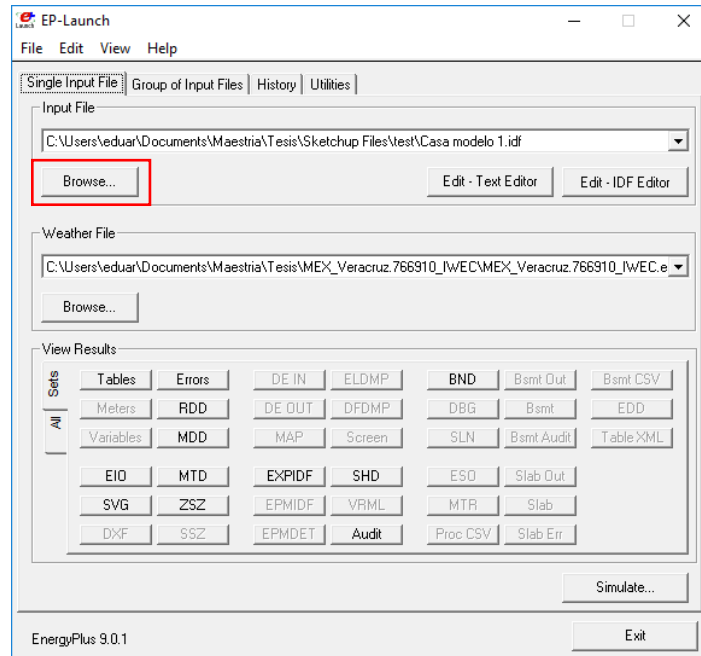 EP-Launch
File Edit View Help
Single Input File Group of Input Files History Utilities
Input File
C:\Users\eduar\Documents\Maestria\Tesis\Sketchup Files\test\Casa modelo 1.idf
Browse... Edit - Text Editor Edit - IDF Editor
Weather File
C:\Users\eduar\Documents\Maestria\Tesis\MEX_Veracruz.766910_IWEC\MEX_Veracruz.766910_IWEC.e
Browse...
View Results
Sets
All
Tables Errors DE IN ELDMP BND Bsmt Out Bsmt CSV
Meters RDD DE OUT DFDMP DBG Bsmt EDD
Variables MDD MAP Screen SLN Bsmt Audit Table XML
EIO MTD EXPIDF SHD ESO Slab Out
SVG ZSZ EPMIDF VRML MTR Slab
DXF SSZ EPMDET Audit Proc CSV Slab Err
Simulate...
EnergyPlus 9.0.1 Exit